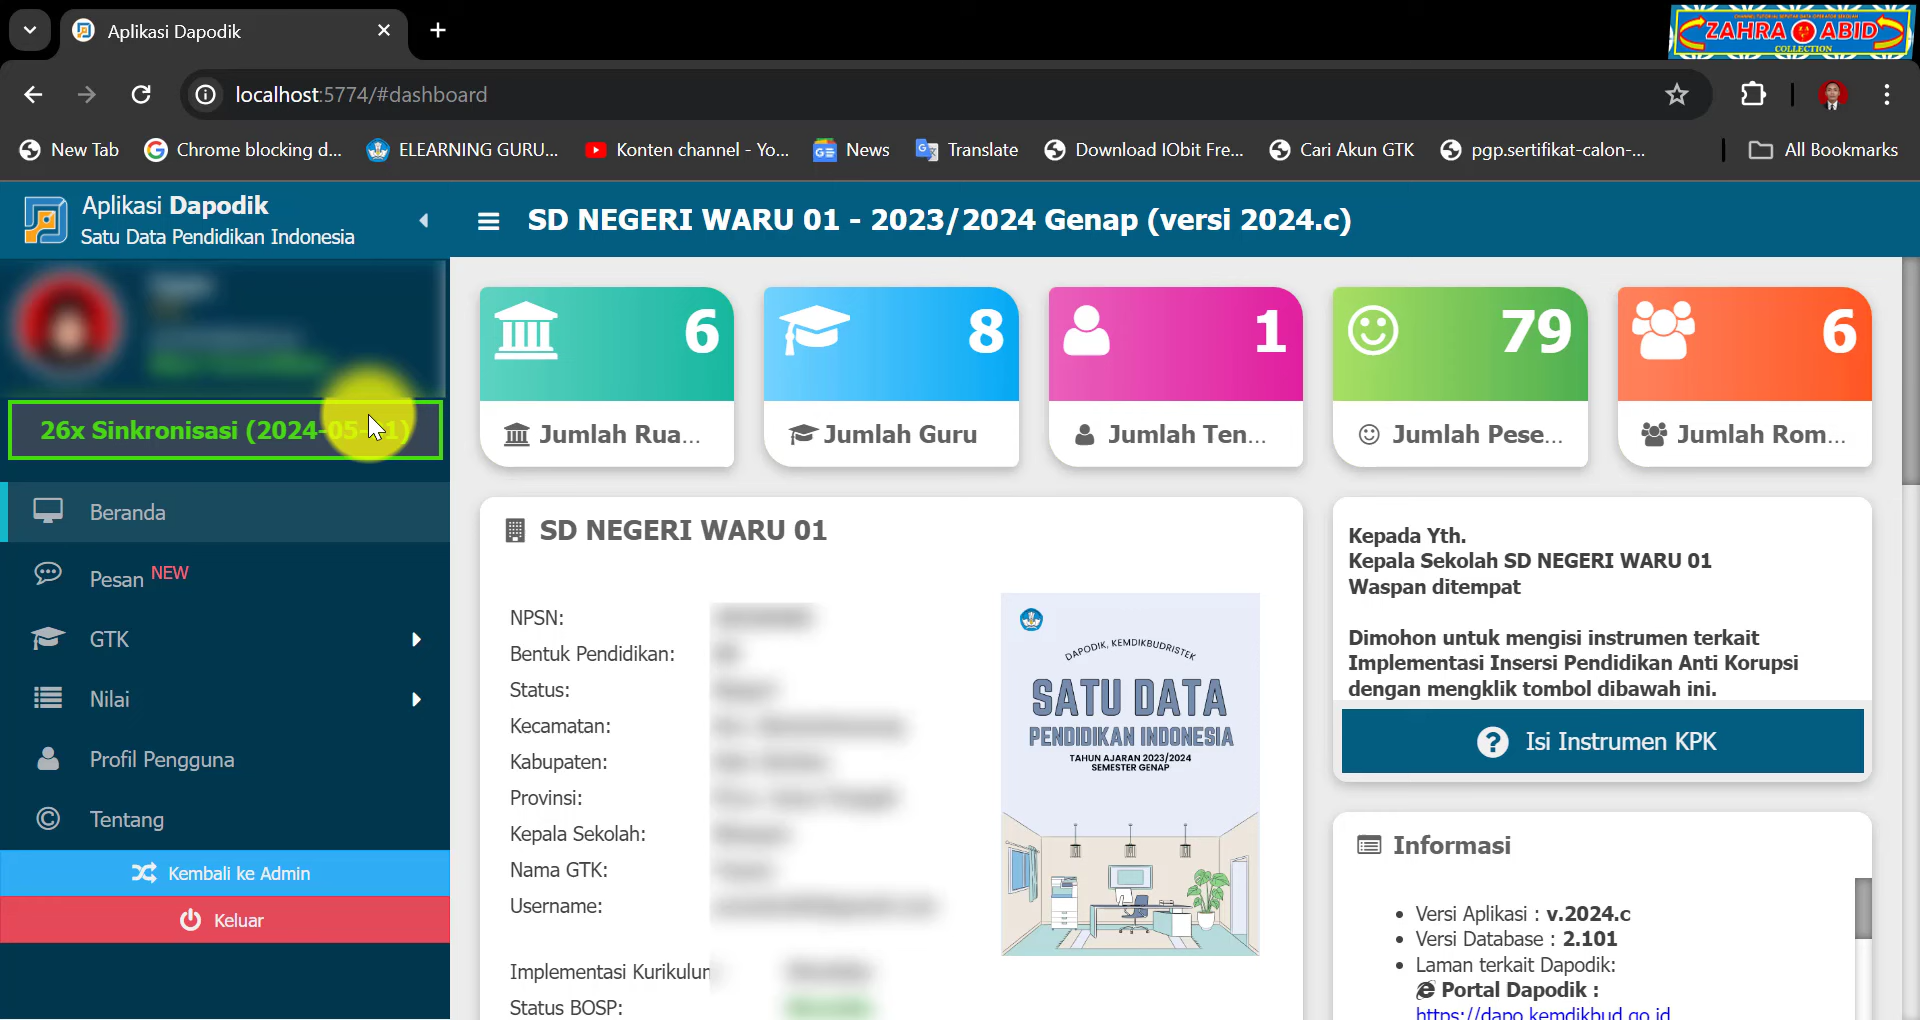 Aplikasi Dapodik
ZAHRA ABID
COLLECTION
localhost:5774/#dashboard
New Tab
Chrome blocking d...
ELEARNING GURU...
Konten channel - Yo...
News
Translate
Download IObit Fre...
Cari Akun GTK
pgp.sertifikat-calon-...
All Bookmarks
Aplikasi Dapodik
Satu Data Pendidikan Indonesia
SD NEGERI WARU 01 - 2023/2024 Genap (versi 2024.c)
26x Sinkronisasi
Beranda
Pesan NEW
GTK
Nilai
Profil Pengguna
Tentang
Kembali ke Admin
Keluar
6
Jumlah Rua...
8
Jumlah Guru
1
Jumlah Ten...
79
Jumlah Pese...
6
Jumlah Rom...
SD NEGERI WARU 01
NPSN:
Bentuk Pendidikan:
Status:
Kecamatan:
Kabupaten:
Provinsi:
Kepala Sekolah:
Nama GTK:
Username:
Implementasi Kurikulum
Status BOSP:
DAPODIK, KEMDIKBUDRISTEK
SATU DATA
PENDIDIKAN INDONESIA
TAHUN AJARAN 2023/2024
SEMESTER GENAP
Kepada Yth.
Kepala Sekolah SD NEGERI WARU 01
Waspan ditempat
Dimohon untuk mengisi instrumen terkait
Implementasi Insersi Pendidikan Anti Korupsi
dengan mengklik tombol dibawah ini.
Isi Instrumen KPK
Informasi
Versi Aplikasi : v.2024.c
Versi Database : 2.101
Laman terkait Dapodik:
Portal Dapodik :
https://dapo.kemdikbud.go.id